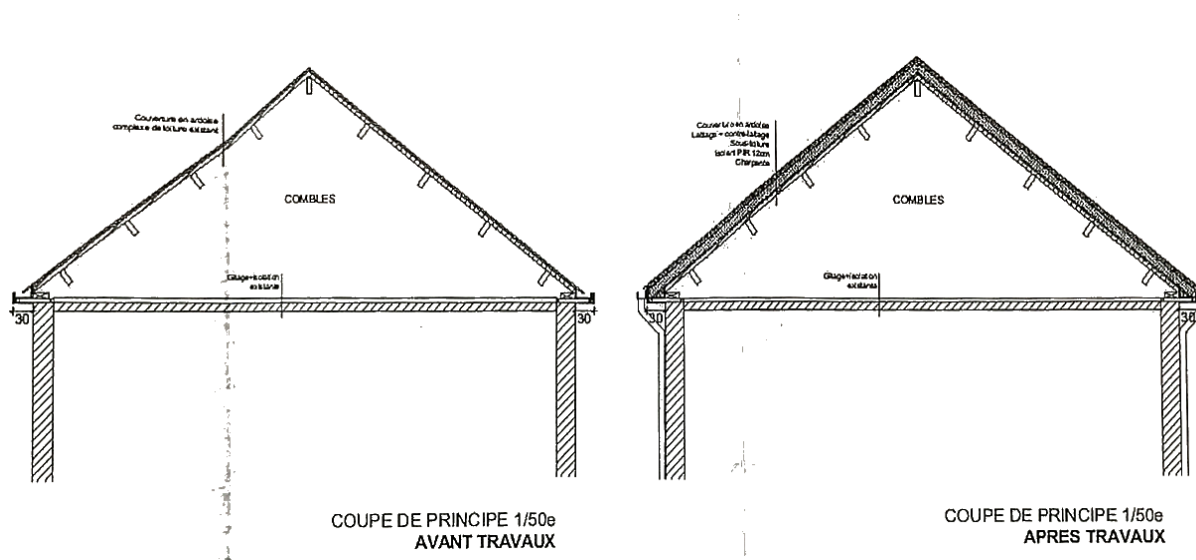 Couverture en ardoise
complexe de toiture existant
COMBLES
Gitage+isolation
existante
30
30
COUPE DE PRINCIPE 1/50e
AVANT TRAVAUX
Couverture en ardoise
Lattage + contre-lattage
Sous-toiture
Isolant PIR 12cm
Charpente
COMBLES
Gitage+isolation
existante
30
30
COUPE DE PRINCIPE 1/50e
APRES TRAVAUX